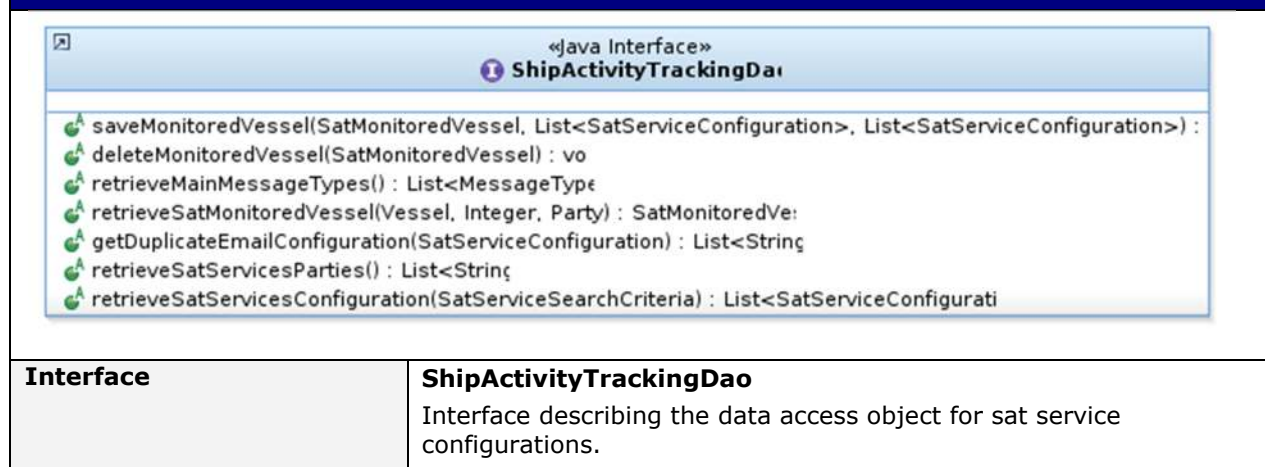 «Java Interface»
ShipActivityTrackingDa
saveMonitoredVessel(SatMonitoredVessel, List<SatServiceConfiguration>, List<SatServiceConfiguration>) :
deleteMonitoredVessel(SatMonitoredVessel) : vo
retrieveMainMessageTypes() : List<MessageType
retrieveSatMonitoredVessel(Vessel, Integer, Party) : SatMonitoredVe
getDuplicateEmailConfiguration(SatServiceConfiguration) : List<String
retrieveSatServicesParties() : List<String
retrieveSatServicesConfiguration(SatServiceSearchCriteria) : List<SatServiceConfigurati
Interface
ShipActivityTrackingDao
Interface describing the data access object for sat service
configurations.